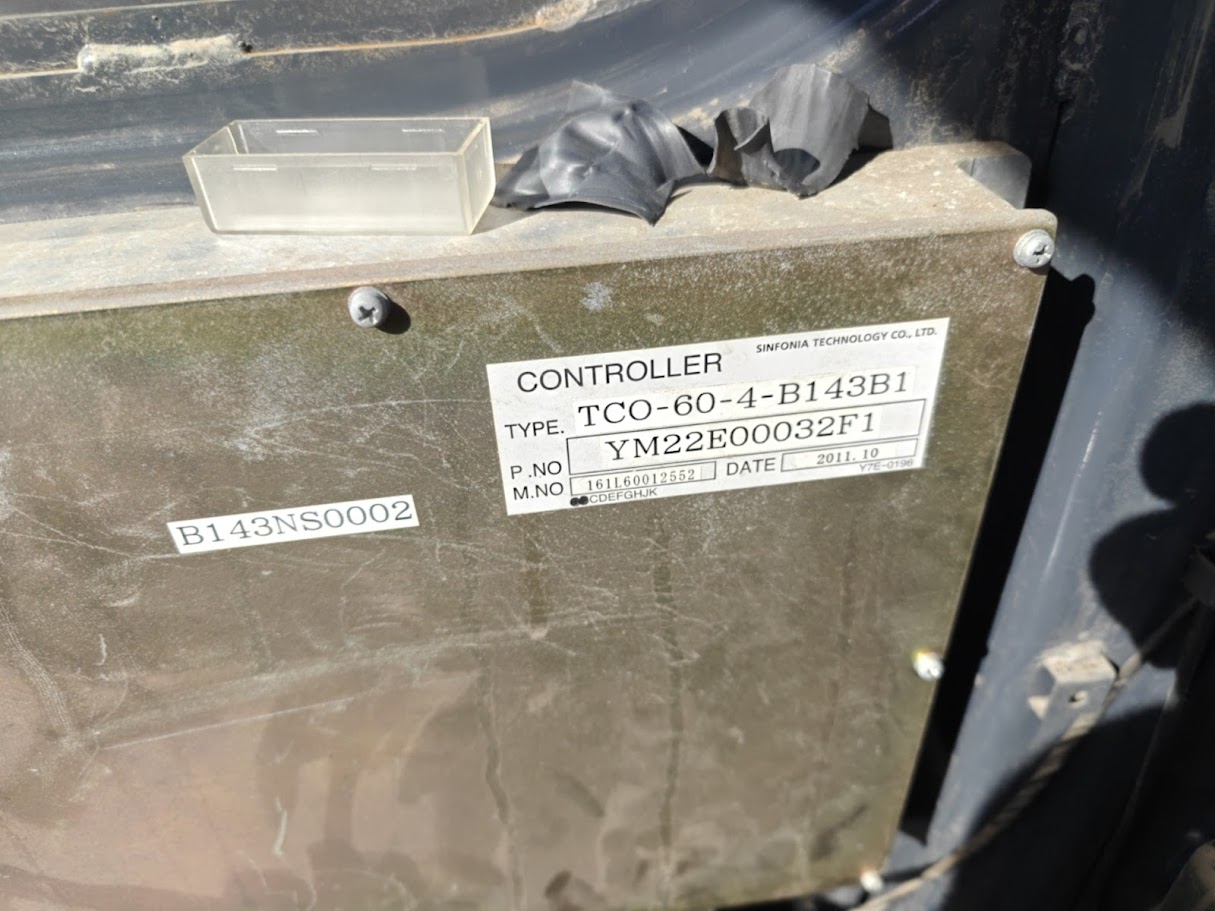 SINFONIA TECHNOLOGY CO., LTD.
CONTROLLER
TYPE. TCO-60-4-B143B1
P.NO YM22E00032F1
M.NO 161L60012552 DATE 2011.10
CDEFGHJK Y7E-0196
B143NS0002